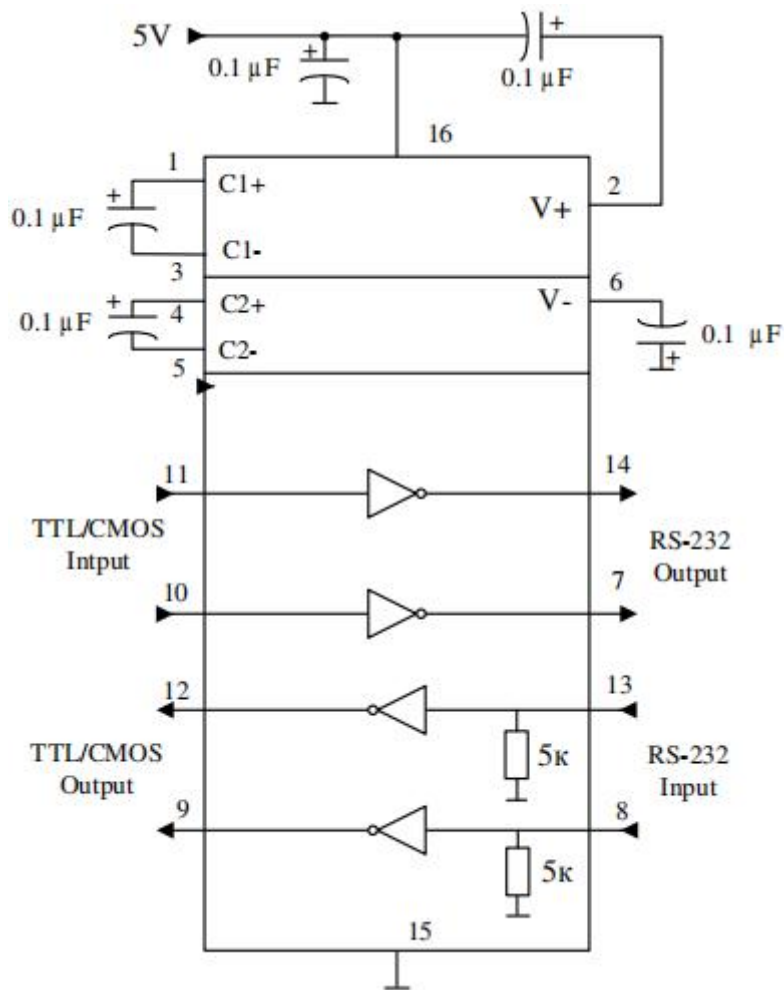 5V
+
0.1 µF
+
0.1 µF
16
1
C1+
2
+
V+
0.1 µF
C1-
3
6
+
4
C2+
V-
0.1 µF
0.1 µF
C2-
+
5
11
14
TTL/CMOS
Intput
RS-232
Output
10
7
12
13
TTL/CMOS
Output
5к
RS-232
Input
9
8
5к
15